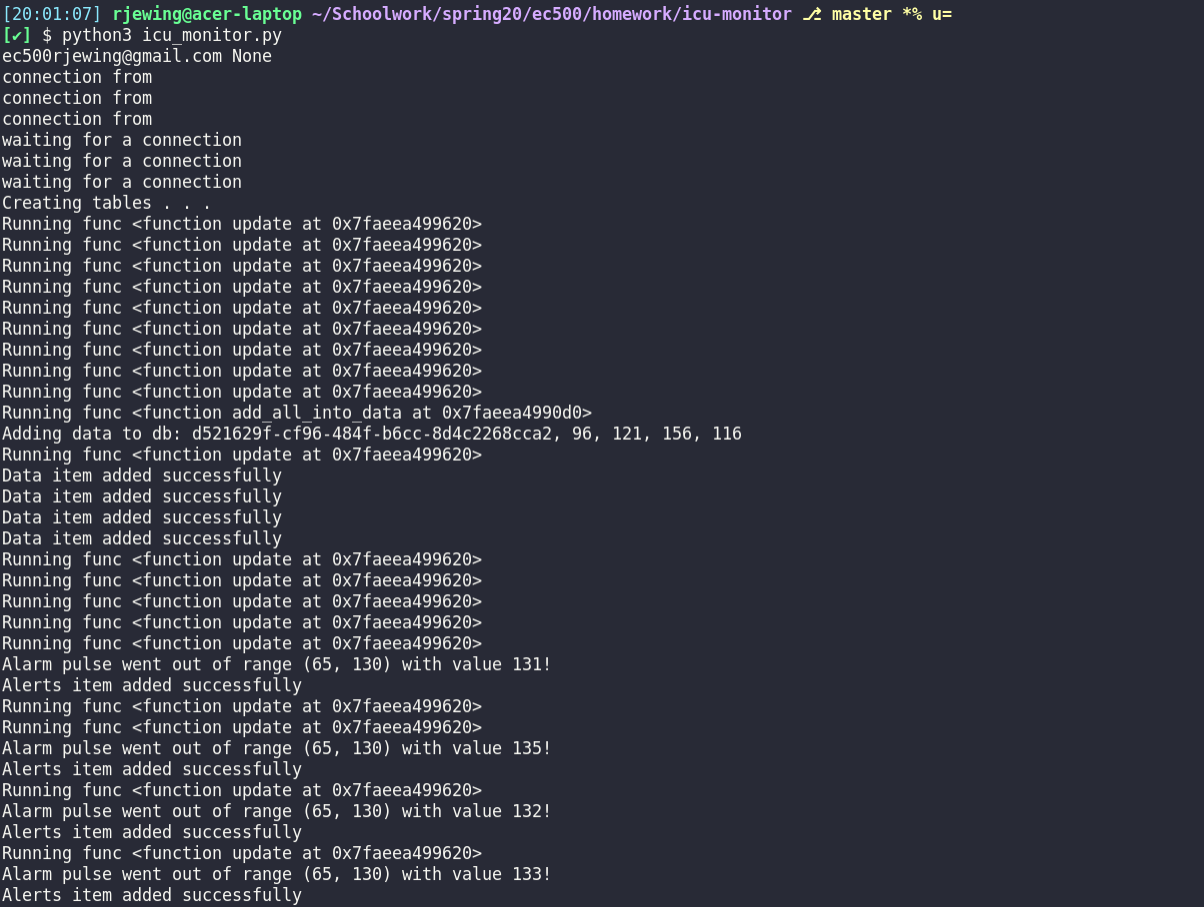 [20:01:07] rjewing@acer-laptop ~/Schoolwork/spring20/ec500/homework/icu-monitor ⎇ master *% u=
[✔] $ python3 icu_monitor.py
ec500rjewing@gmail.com None
connection from
connection from
connection from
waiting for a connection
waiting for a connection
waiting for a connection
Creating tables . . .
Running func <function update at 0x7faeea499620>
Running func <function update at 0x7faeea499620>
Running func <function update at 0x7faeea499620>
Running func <function update at 0x7faeea499620>
Running func <function update at 0x7faeea499620>
Running func <function update at 0x7faeea499620>
Running func <function update at 0x7faeea499620>
Running func <function update at 0x7faeea499620>
Running func <function update at 0x7faeea499620>
Running func <function add_all_into_data at 0x7faeea4990d0>
Adding data to db: d521629f-cf96-484f-b6cc-8d4c2268cca2, 96, 121, 156, 116
Running func <function update at 0x7faeea499620>
Data item added successfully
Data item added successfully
Data item added successfully
Data item added successfully
Running func <function update at 0x7faeea499620>
Running func <function update at 0x7faeea499620>
Running func <function update at 0x7faeea499620>
Running func <function update at 0x7faeea499620>
Running func <function update at 0x7faeea499620>
Alarm pulse went out of range (65, 130) with value 131!
Alerts item added successfully
Running func <function update at 0x7faeea499620>
Running func <function update at 0x7faeea499620>
Alarm pulse went out of range (65, 130) with value 135!
Alerts item added successfully
Running func <function update at 0x7faeea499620>
Alarm pulse went out of range (65, 130) with value 132!
Alerts item added successfully
Running func <function update at 0x7faeea499620>
Alarm pulse went out of range (65, 130) with value 133!
Alerts item added successfully